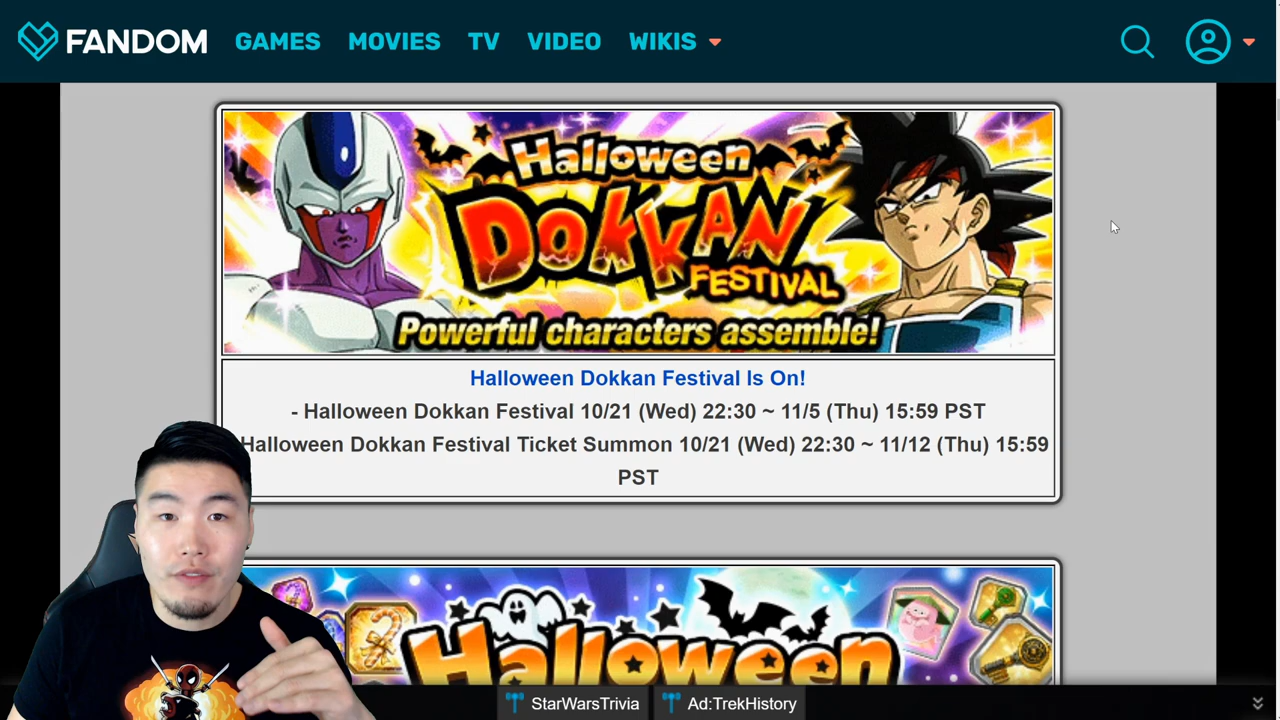 FANDOM GAMES MOVIES TV VIDEO WIKIS
Halloween
DOKKAN
FESTIVAL
Powerful characters assemble!
Halloween Dokkan Festival Is On!
- Halloween Dokkan Festival 10/21 (Wed) 22:30 ~ 11/5 (Thu) 15:59 PST
Halloween Dokkan Festival Ticket Summon 10/21 (Wed) 22:30 ~ 11/12 (Thu) 15:59
PST
Halloween
StarWarsTrivia Ad:TrekHistory